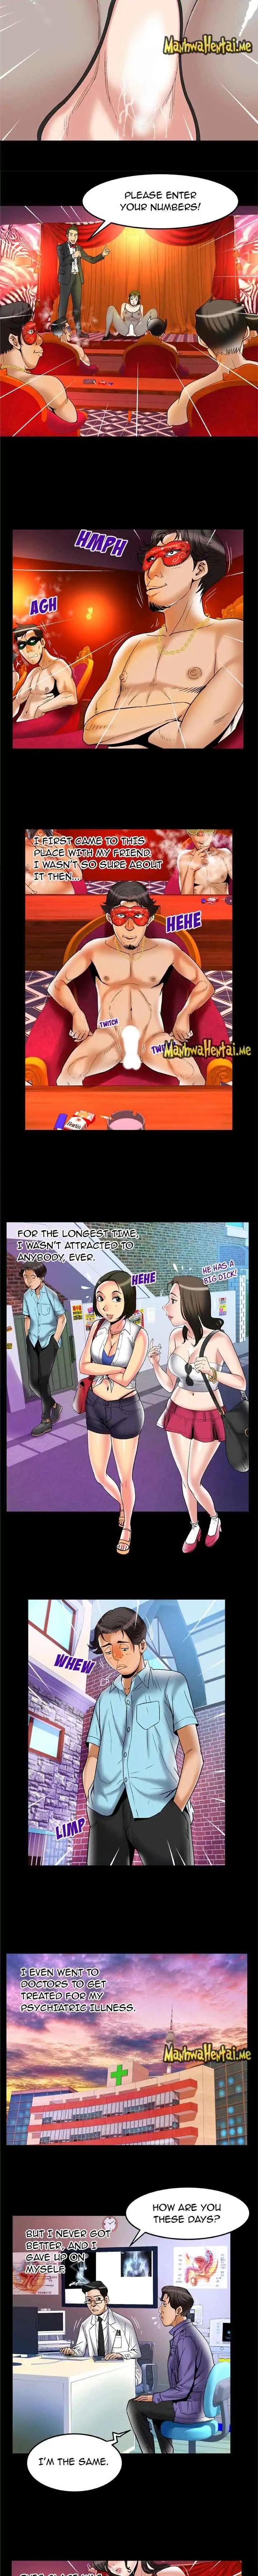 ManhwaHentai.me
PLEASE ENTER
YOUR NUMBERS!
HMPH
AGH
I FIRST CAME TO THIS
PLACE WITH MY FRIEND.
I WASN'T SO SURE ABOUT
IT THEN...
HEHE
TWITCH
ManhwaHentai.me
FOR THE LONGEST TIME,
I WASN'T ATTRACTED TO
ANYBODY, EVER.
HEHE
HE HAS A
BIG DICK!
WHEW
LIMP
I EVEN WENT TO
DOCTORS TO GET
TREATED FOR MY
PSYCHIATRIC ILLNESS.
ManhwaHentai.me
HOW ARE YOU
THESE DAYS?
BUT I NEVER GOT
BETTER, AND I
GAVE UP ON
MYSELF.
I'M THE SAME.